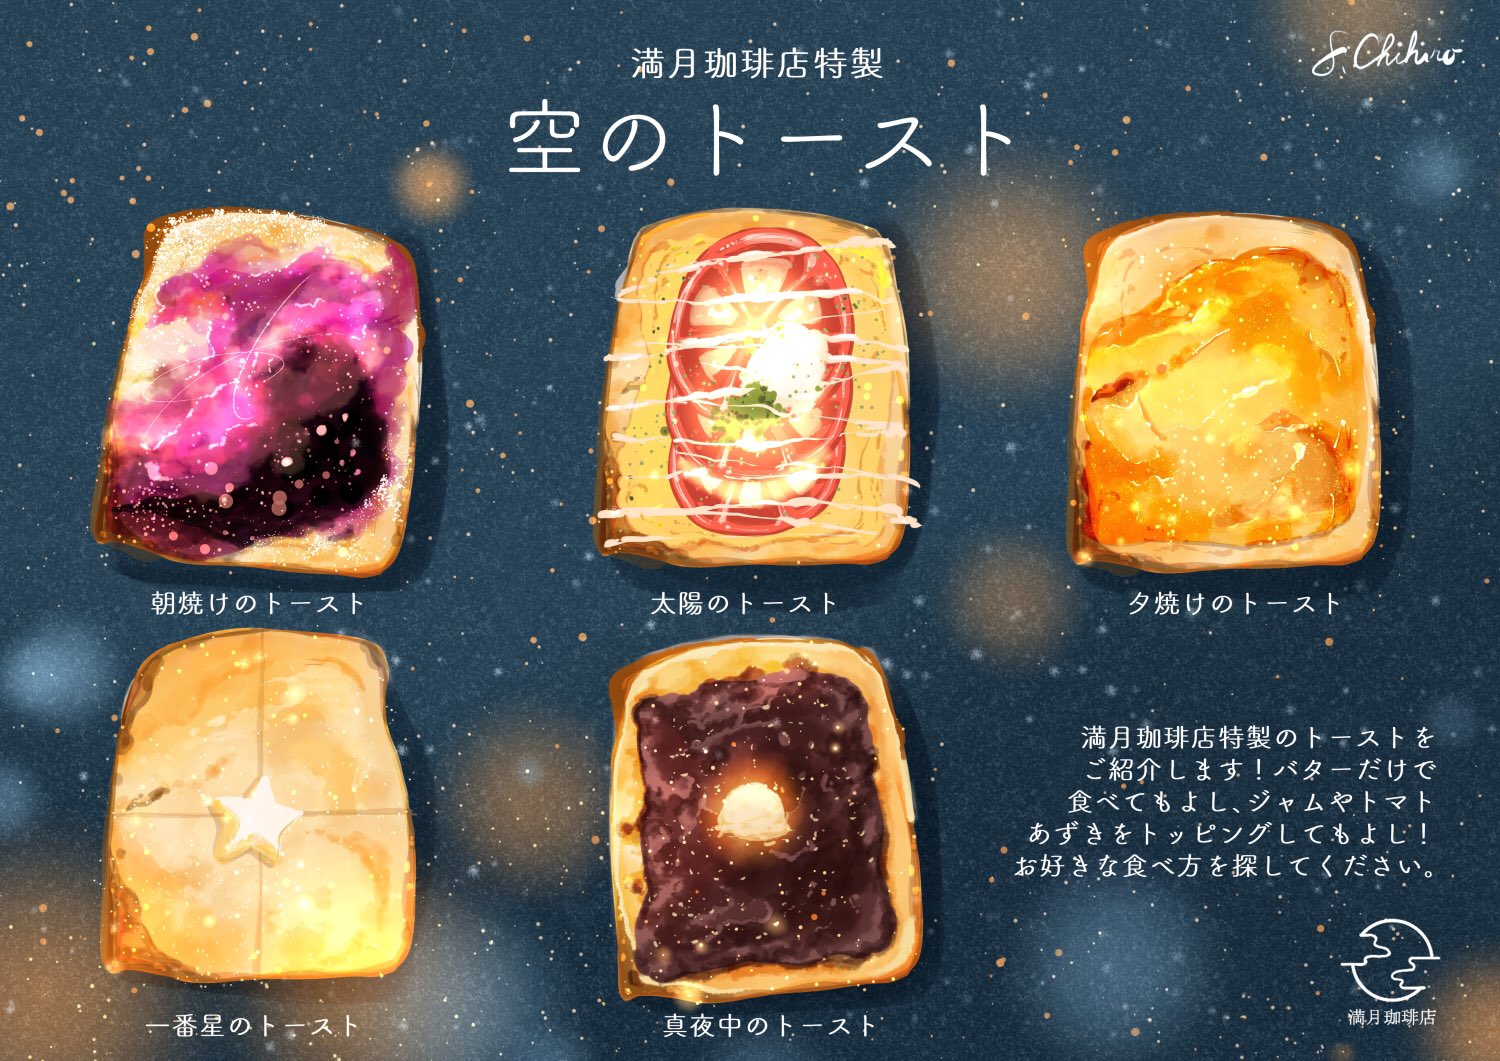 満月珈琲店特製
空のトースト
S.Chihiro
朝焼けのトースト
太陽のトースト
夕焼けのトースト
一番星のトースト
真夜中のトースト
満月珈琲店特製のトーストを
ご紹介します！バターだけで
食べてもよし、ジャムやトマト
あずきをトッピングしてもよし！
お好きな食べ方を探してください。
満月珈琲店